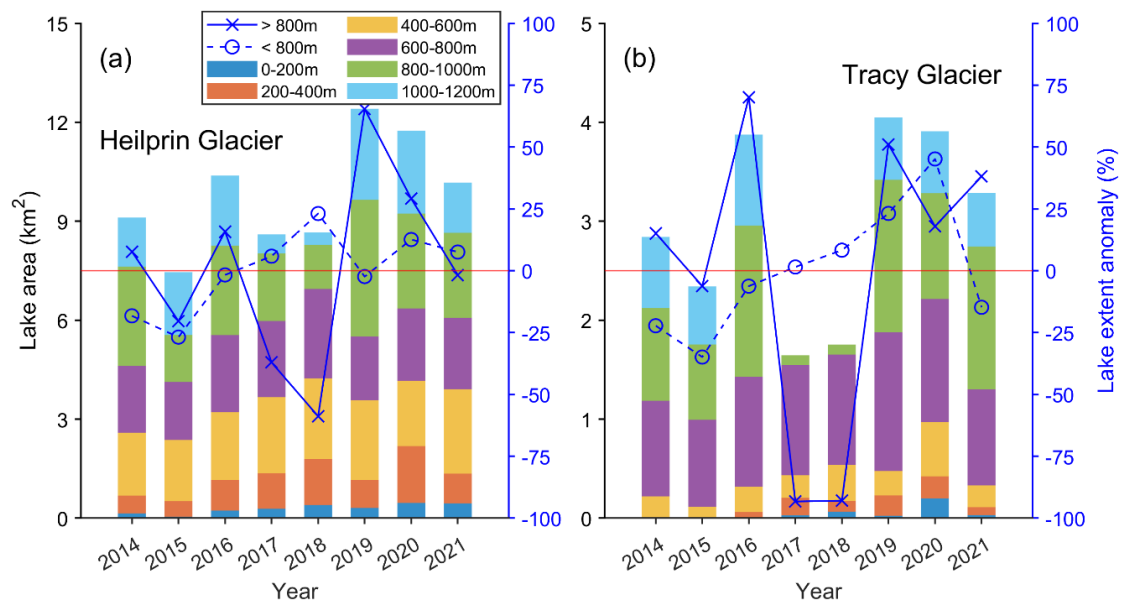 15
12
9
6
3
0
Lake area (km²)
(a)
Heilprin Glacier
> 800m
< 800m
0-200m
200-400m
400-600m
600-800m
800-1000m
1000-1200m
100
75
50
25
0
-25
-50
-75
-100
2014
2015
2016
2017
2018
2019
2020
2021
Year
5
4
3
2
1
0
(b)
Tracy Glacier
100
75
50
25
0
-25
-50
-75
-100
Lake extent anomaly (%)
2014
2015
2016
2017
2018
2019
2020
2021
Year